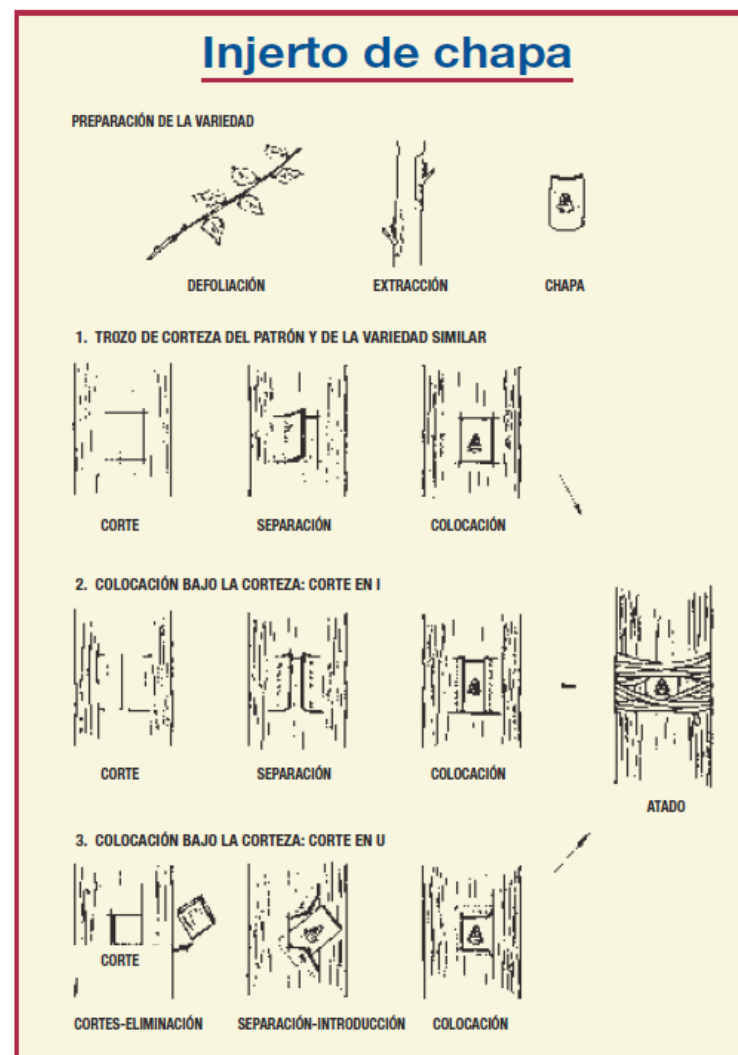 Injerto de chapa
PREPARACIÓN DE LA VARIEDAD
DEFOLIACIÓN EXTRACCIÓN CHAPA
1. TROZO DE CORTEZA DEL PATRÓN Y DE LA VARIEDAD SIMILAR
CORTE SEPARACIÓN COLOCACIÓN
2. COLOCACIÓN BAJO LA CORTEZA: CORTE EN I
CORTE SEPARACIÓN COLOCACIÓN
ATADO
3. COLOCACIÓN BAJO LA CORTEZA: CORTE EN U
CORTE
CORTES-ELIMINACIÓN SEPARACIÓN-INTRODUCCIÓN COLOCACIÓN